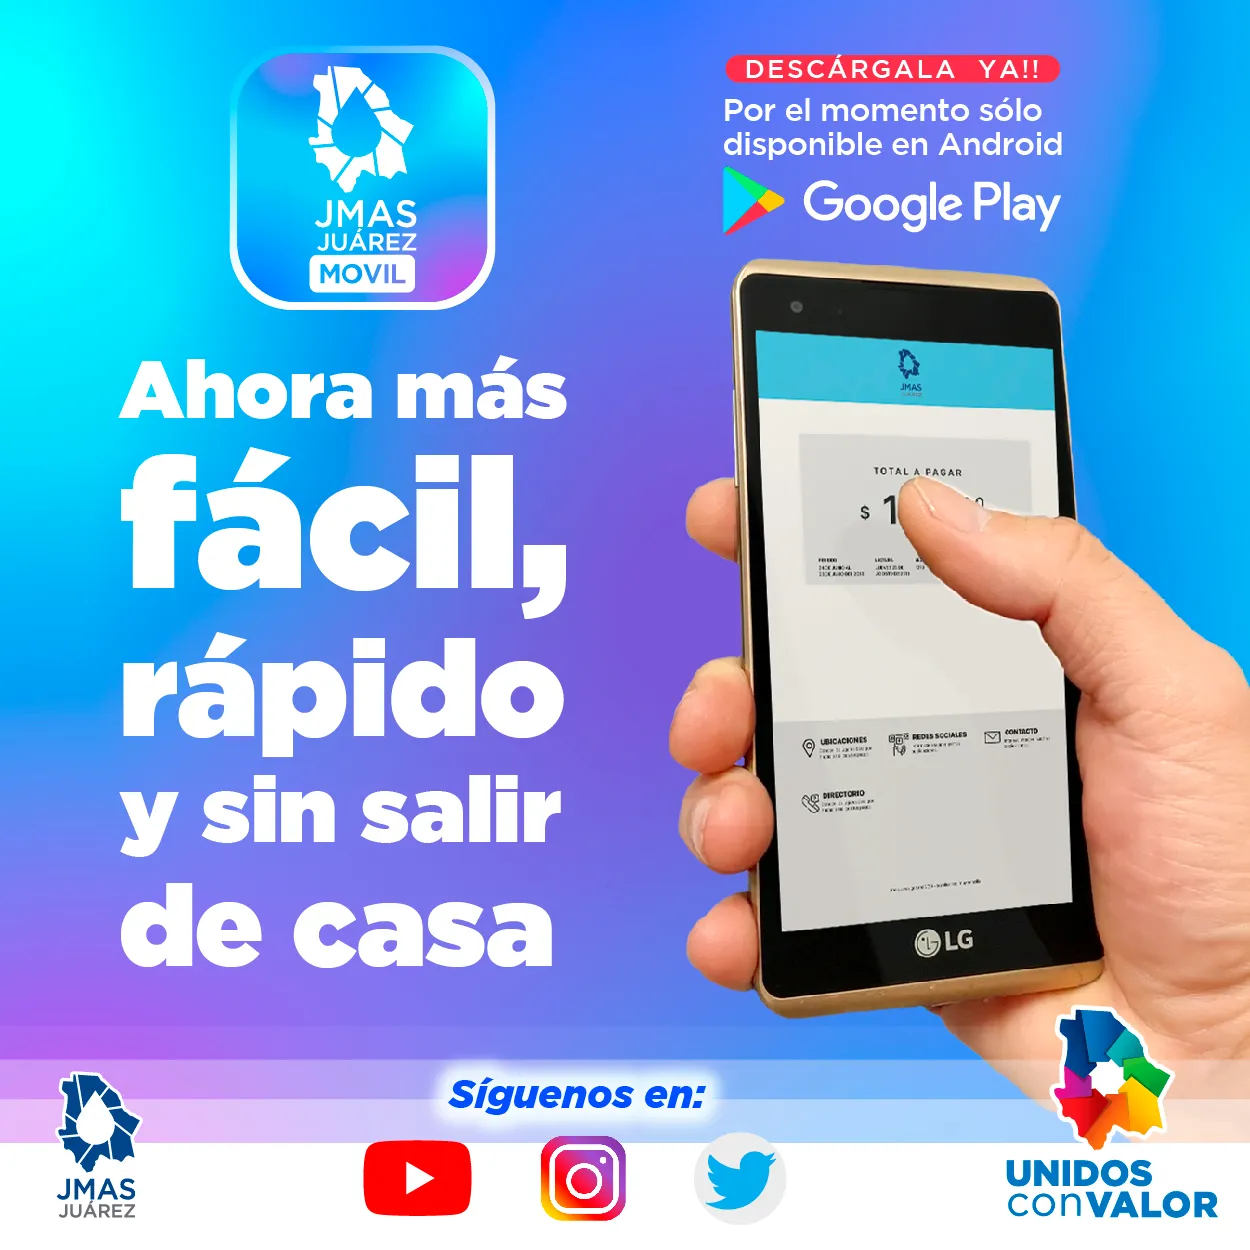 JMAS
JUÁREZ
MOVIL
DESCÁRGALA YA!!
Por el momento sólo
disponible en Android
Google Play
Ahora más
fácil,
rápido
y sin salir
de casa
JMAS
TOTAL A PAGAR
$ 1
UBICACIONES
REDES SOCIALES
CONTACTO
DIRECTORIO
LG
Síguenos en:
JMAS
JUÁREZ
UNIDOS
conVALOR